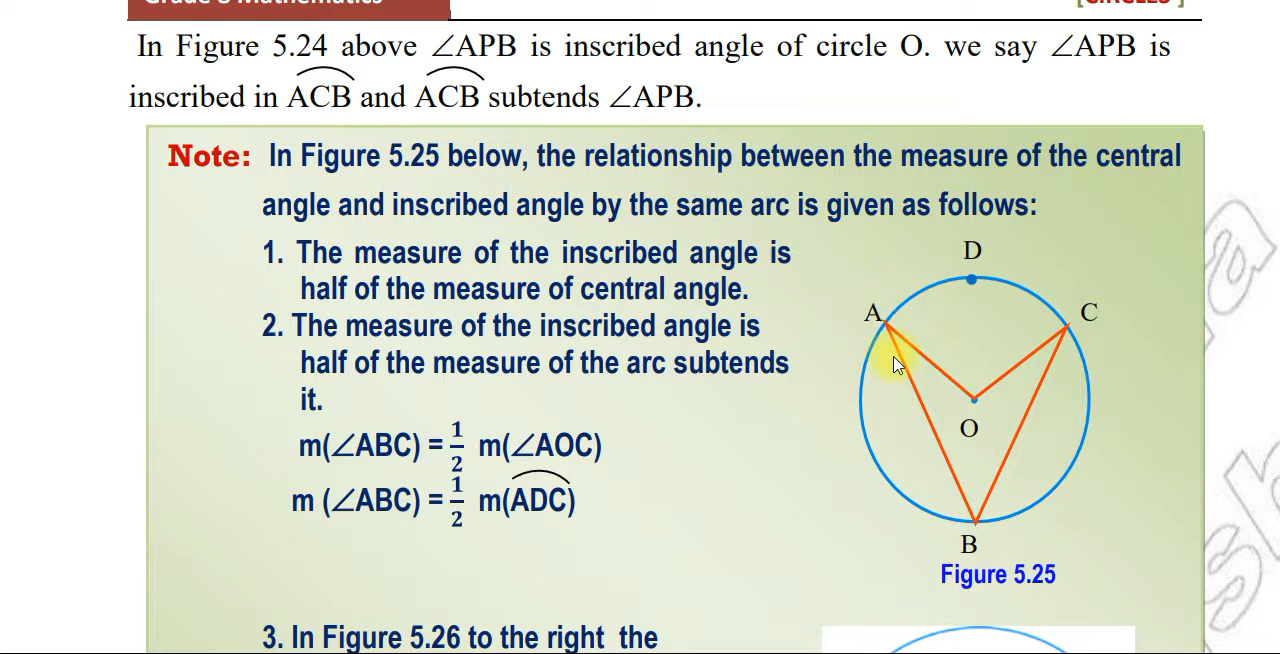 Grade 8 Mathematics [CIRCLES ]
In Figure 5.24 above ∠APB is inscribed angle of circle O. we say ∠APB is
inscribed in ACB and ACB subtends ∠APB.
Note: In Figure 5.25 below, the relationship between the measure of the central
angle and inscribed angle by the same arc is given as follows:
1. The measure of the inscribed angle is
half of the measure of central angle.
2. The measure of the inscribed angle is
half of the measure of the arc subtends
it.
m(∠ABC) = 1/2 m(∠AOC)
m (∠ABC) = 1/2 m(ADC)
D
A
C
O
B
Figure 5.25
3. In Figure 5.26 to the right the